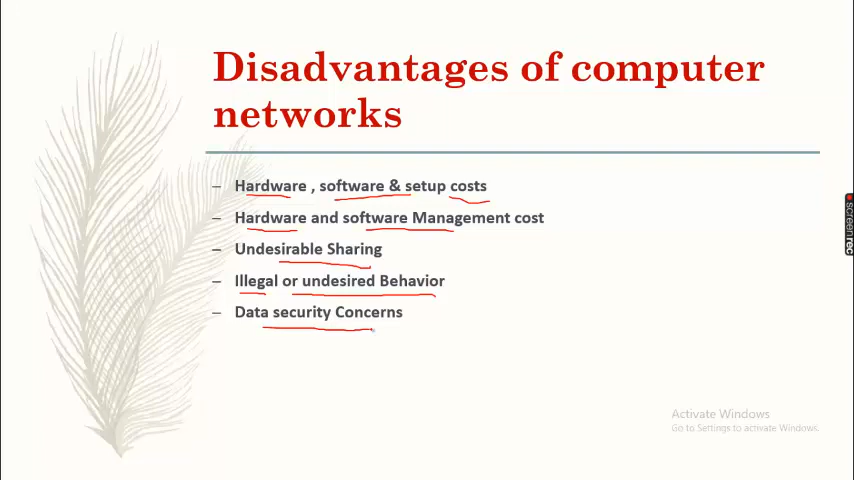 Disadvantages of computer
networks
– Hardware , software & setup costs
– Hardware and software Management cost
– Undesirable Sharing
– Illegal or undesired Behavior
– Data security Concerns
screenrec
Activate Windows
Go to Settings to activate Windows.